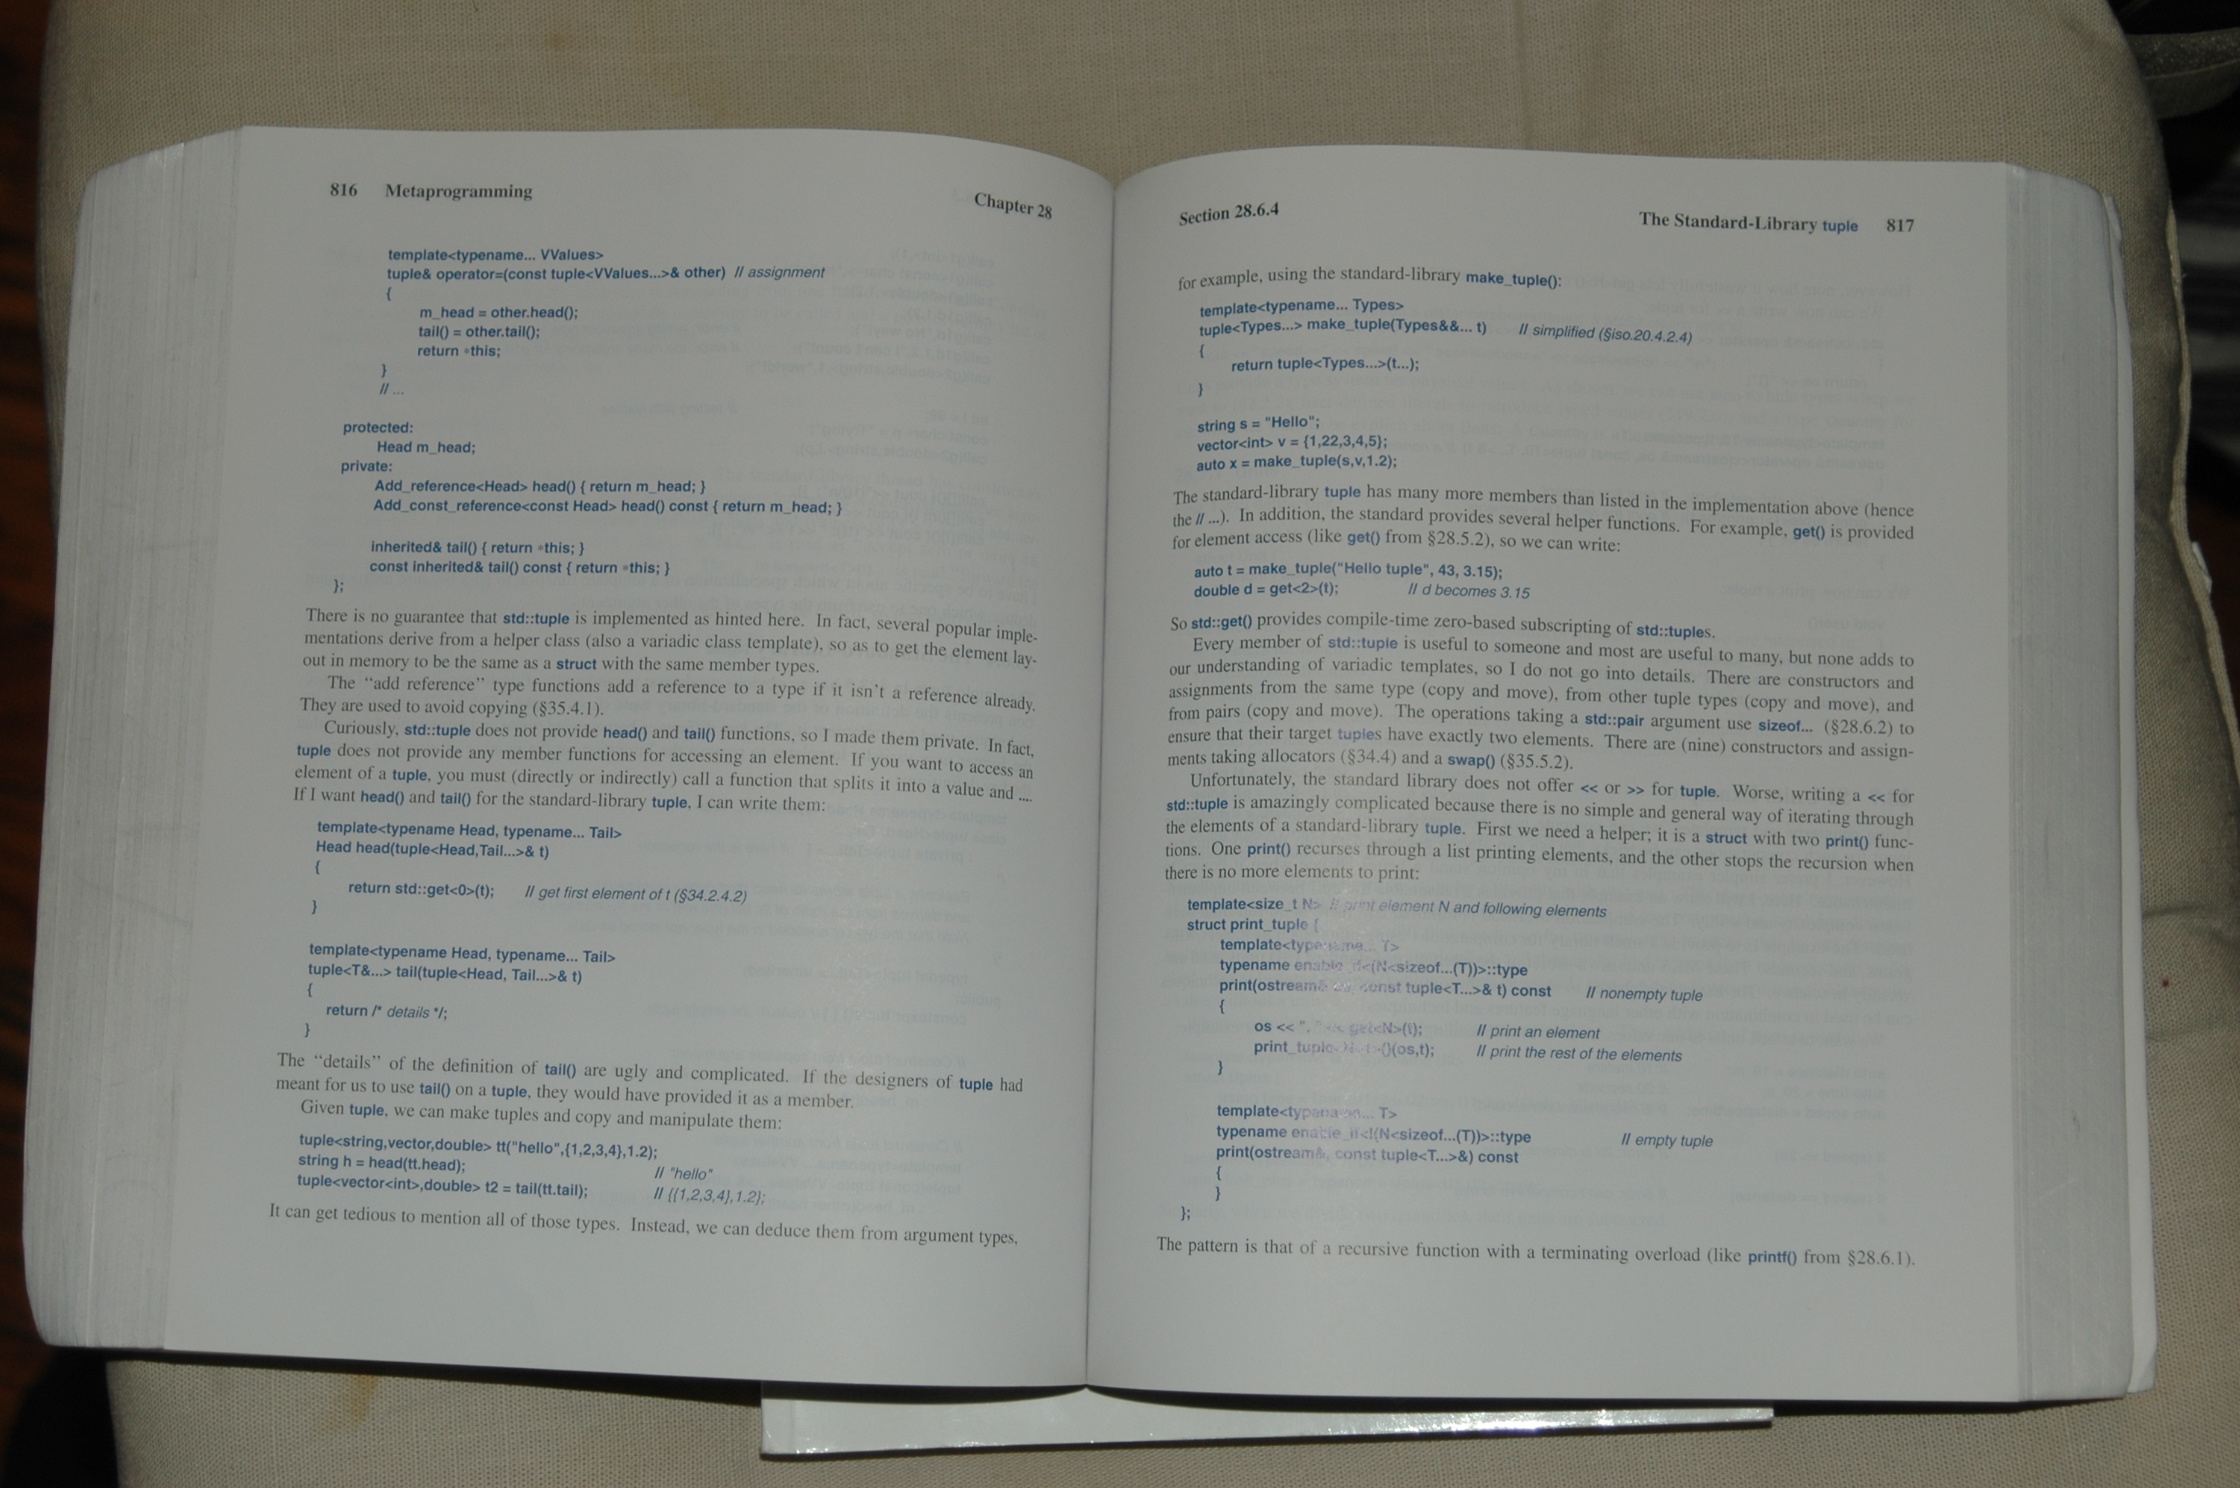 816 Metaprogramming Chapter 28
template<typename... VValues>
tuple& operator=(const tuple<VValues...>& other) // assignment
{
m_head = other.head();
tail() = other.tail();
return *this;
}
// ...
protected:
Head m_head;
private:
Add_reference<Head> head() { return m_head; }
Add_const_reference<const Head> head() const { return m_head; }
inherited& tail() { return *this; }
const inherited& tail() const { return *this; }
};
There is no guarantee that std::tuple is implemented as hinted here. In fact, several popular imple-
mentations derive from a helper class (also a variadic class template), so as to get the element lay-
out in memory to be the same as a struct with the same member types.
The “add reference” type functions add a reference to a type if it isn’t a reference already.
They are used to avoid copying (§35.4.1).
Curiously, std::tuple does not provide head() and tail() functions, so I made them private. In fact,
tuple does not provide any member functions for accessing an element. If you want to access an
element of a tuple, you must (directly or indirectly) call a function that splits it into a value and ....
If I want head() and tail() for the standard-library tuple, I can write them:
template<typename Head, typename... Tail>
Head head(tuple<Head,Tail...>& t)
{
return std::get<0>(t); // get first element of t (§34.2.4.2)
}
template<typename Head, typename... Tail>
tuple<T&...> tail(tuple<Head, Tail...>& t)
{
return /* details */;
}
The “details” of the definition of tail() are ugly and complicated. If the designers of tuple had
meant for us to use tail() on a tuple, they would have provided it as a member.
Given tuple, we can make tuples and copy and manipulate them:
tuple<string,vector,double> tt("hello",{1,2,3,4},1.2);
string h = head(tt.head); // "hello"
tuple<vector<int>,double> t2 = tail(tt.tail); // {{1,2,3,4},1.2};
It can get tedious to mention all of those types. Instead, we can deduce them from argument types,
Section 28.6.4 The Standard-Library tuple 817
for example, using the standard-library make_tuple():
template<typename... Types>
tuple<Types...> make_tuple(Types&&... t) // simplified (§iso.20.4.2.4)
{
return tuple<Types...>(t...);
}
string s = "Hello";
vector<int> v = {1,22,3,4,5};
auto x = make_tuple(s,v,1.2);
The standard-library tuple has many more members than listed in the implementation above (hence
the // ...). In addition, the standard provides several helper functions. For example, get() is provided
for element access (like get() from §28.5.2), so we can write:
auto t = make_tuple("Hello tuple", 43, 3.15);
double d = get<2>(t); // d becomes 3.15
So std::get() provides compile-time zero-based subscripting of std::tuples.
Every member of std::tuple is useful to someone and most are useful to many, but none adds to
our understanding of variadic templates, so I do not go into details. There are constructors and
assignments from the same type (copy and move), from other tuple types (copy and move), and
from pairs (copy and move). The operations taking a std::pair argument use sizeof... (§28.6.2) to
ensure that their target tuples have exactly two elements. There are (nine) constructors and assign-
ments taking allocators (§34.4) and a swap() (§35.5.2).
Unfortunately, the standard library does not offer << or >> for tuple. Worse, writing a << for
std::tuple is amazingly complicated because there is no simple and general way of iterating through
the elements of a standard-library tuple. First we need a helper; it is a struct with two print() func-
tions. One print() recurses through a list printing elements, and the other stops the recursion when
there is no more elements to print:
template<size_t N> // print element N and following elements
struct print_tuple {
template<typename... T>
typename enable_if<(N<sizeof...(T))>::type
print(ostream& os, const tuple<T...>& t) const // nonempty tuple
{
os << ", " << get<N>(t); // print an element
print_tuple<N+1>()(os,t); // print the rest of the elements
}
template<typename... T>
typename enable_if<!(N<sizeof...(T))>::type // empty tuple
print(ostream&, const tuple<T...>&) const
{
}
};
The pattern is that of a recursive function with a terminating overload (like printf() from §28.6.1).